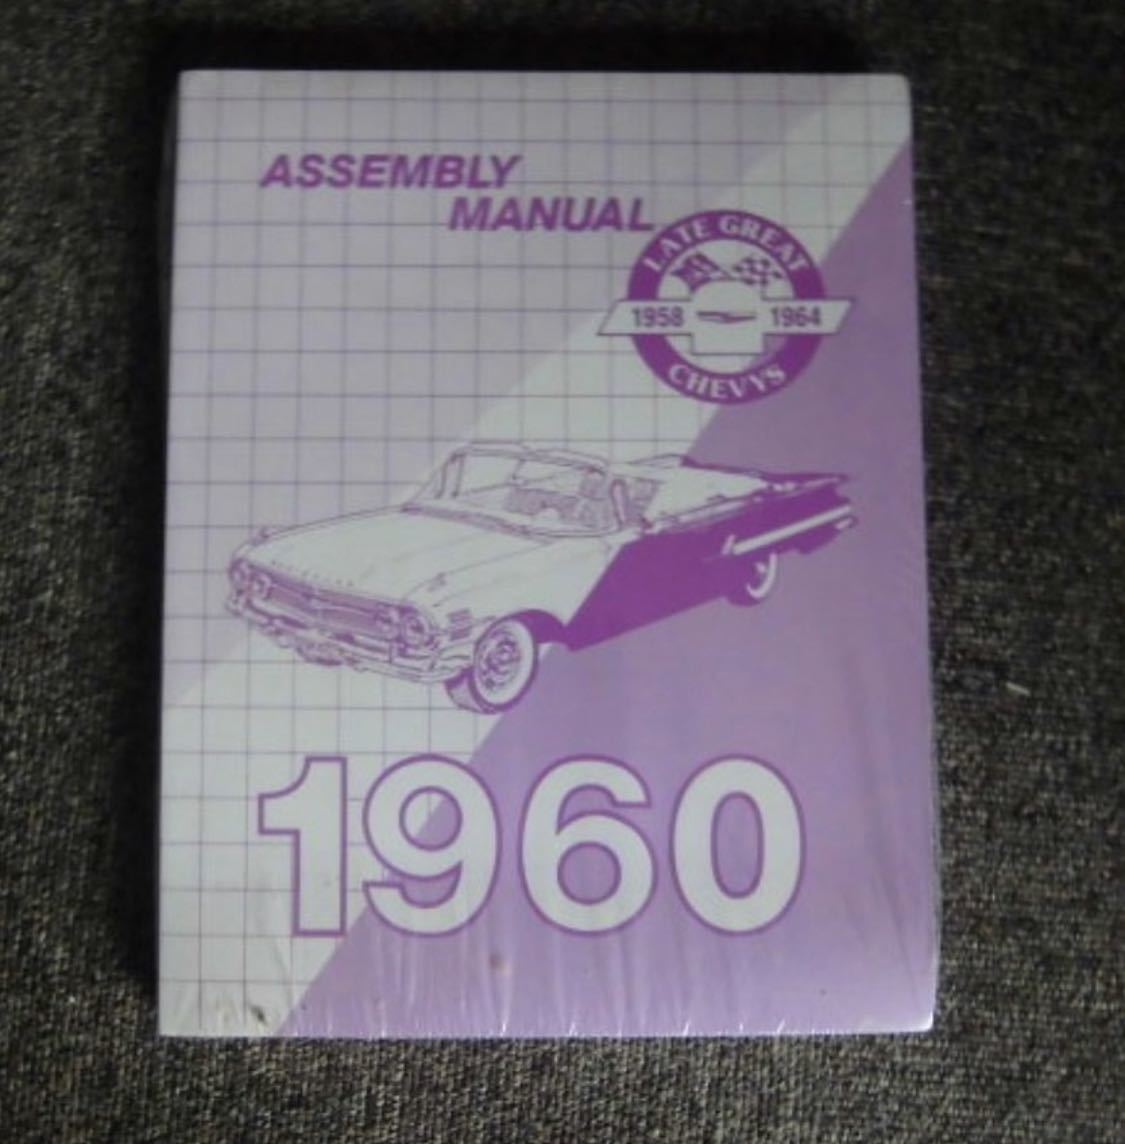 ASSEMBLY
MANUAL
LATE GREAT
1958 1964
CHEVYS
1960